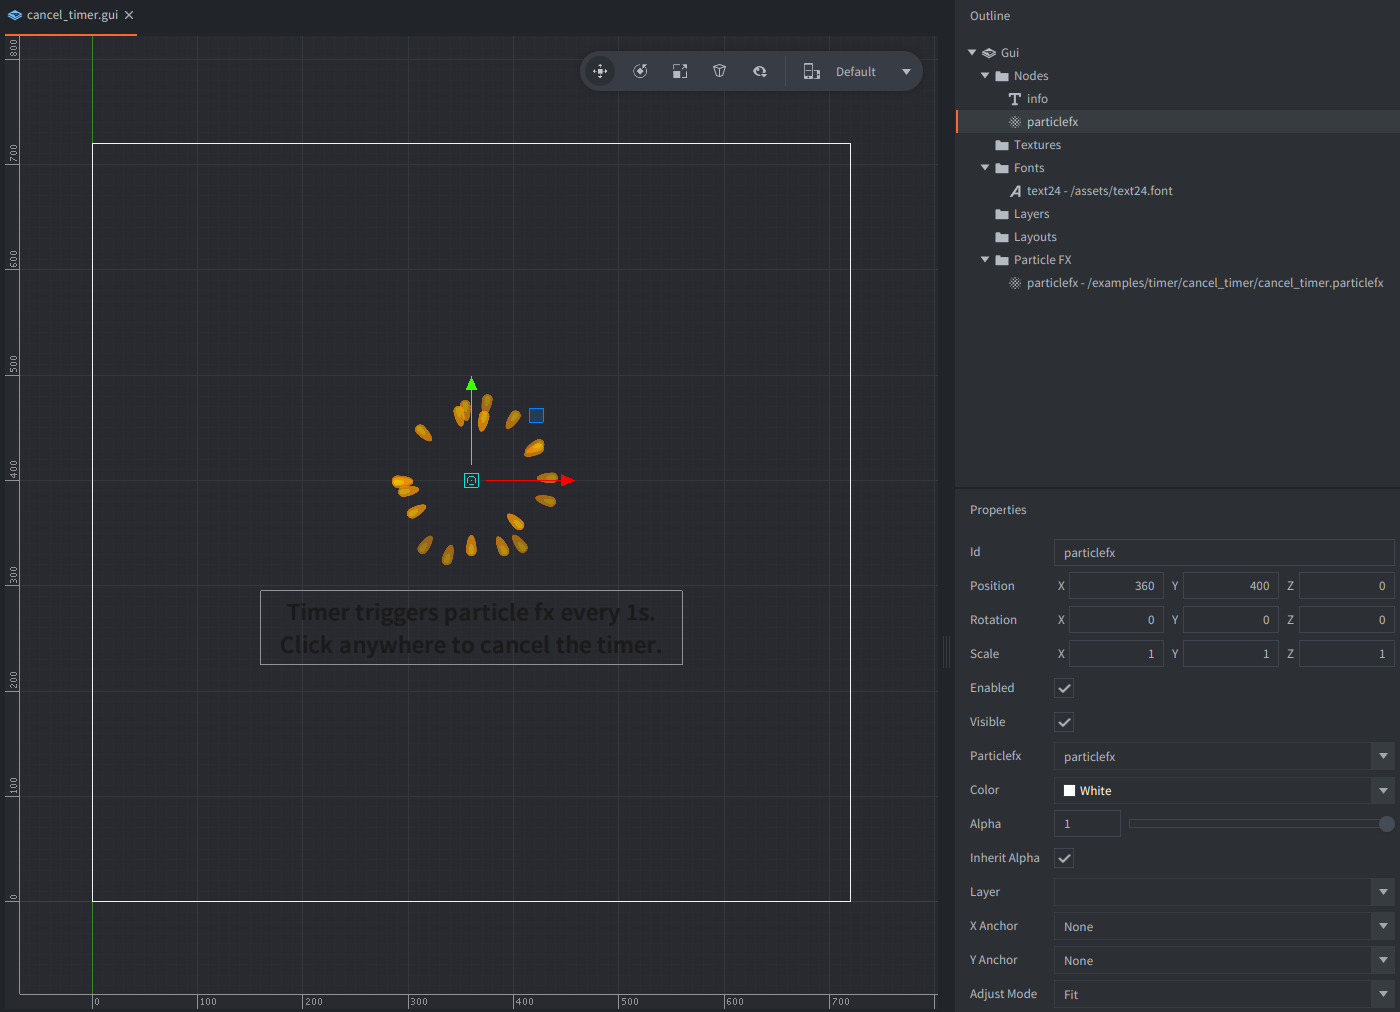 cancel_timer.gui
Default
800
700
600
500
400
300
200
100
0
0
100
200
300
400
500
600
700
Timer triggers particle fx every 1s.
Click anywhere to cancel the timer.
Outline
Gui
Nodes
info
particlefx
Textures
Fonts
text24 - /assets/text24.font
Layers
Layouts
Particle FX
particlefx - /examples/timer/cancel_timer/cancel_timer.particlefx
Properties
Id particlefx
Position X 360 Y 400 Z 0
Rotation X 0 Y 0 Z 0
Scale X 1 Y 1 Z 1
Enabled
Visible
Particlefx particlefx
Color White
Alpha 1
Inherit Alpha
Layer
X Anchor None
Y Anchor None
Adjust Mode Fit